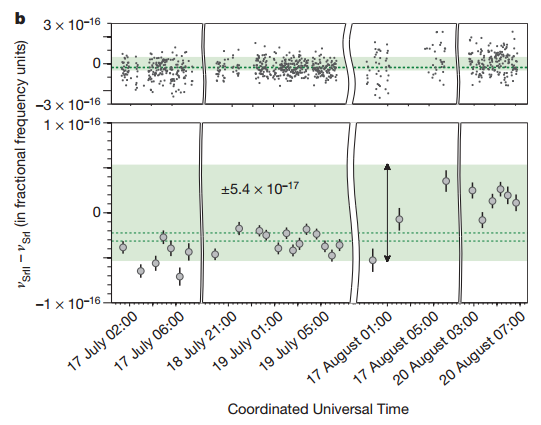 b
3 × 10⁻¹⁶
0
−3 × 10⁻¹⁶
1 × 10⁻¹⁶
0
−1 × 10⁻¹⁶
νSrII − νSrI (in fractional frequency units)
±5.4 × 10⁻¹⁷
17 July 02:00
17 July 06:00
18 July 21:00
19 July 01:00
19 July 05:00
17 August 01:00
17 August 05:00
20 August 03:00
20 August 07:00
Coordinated Universal Time